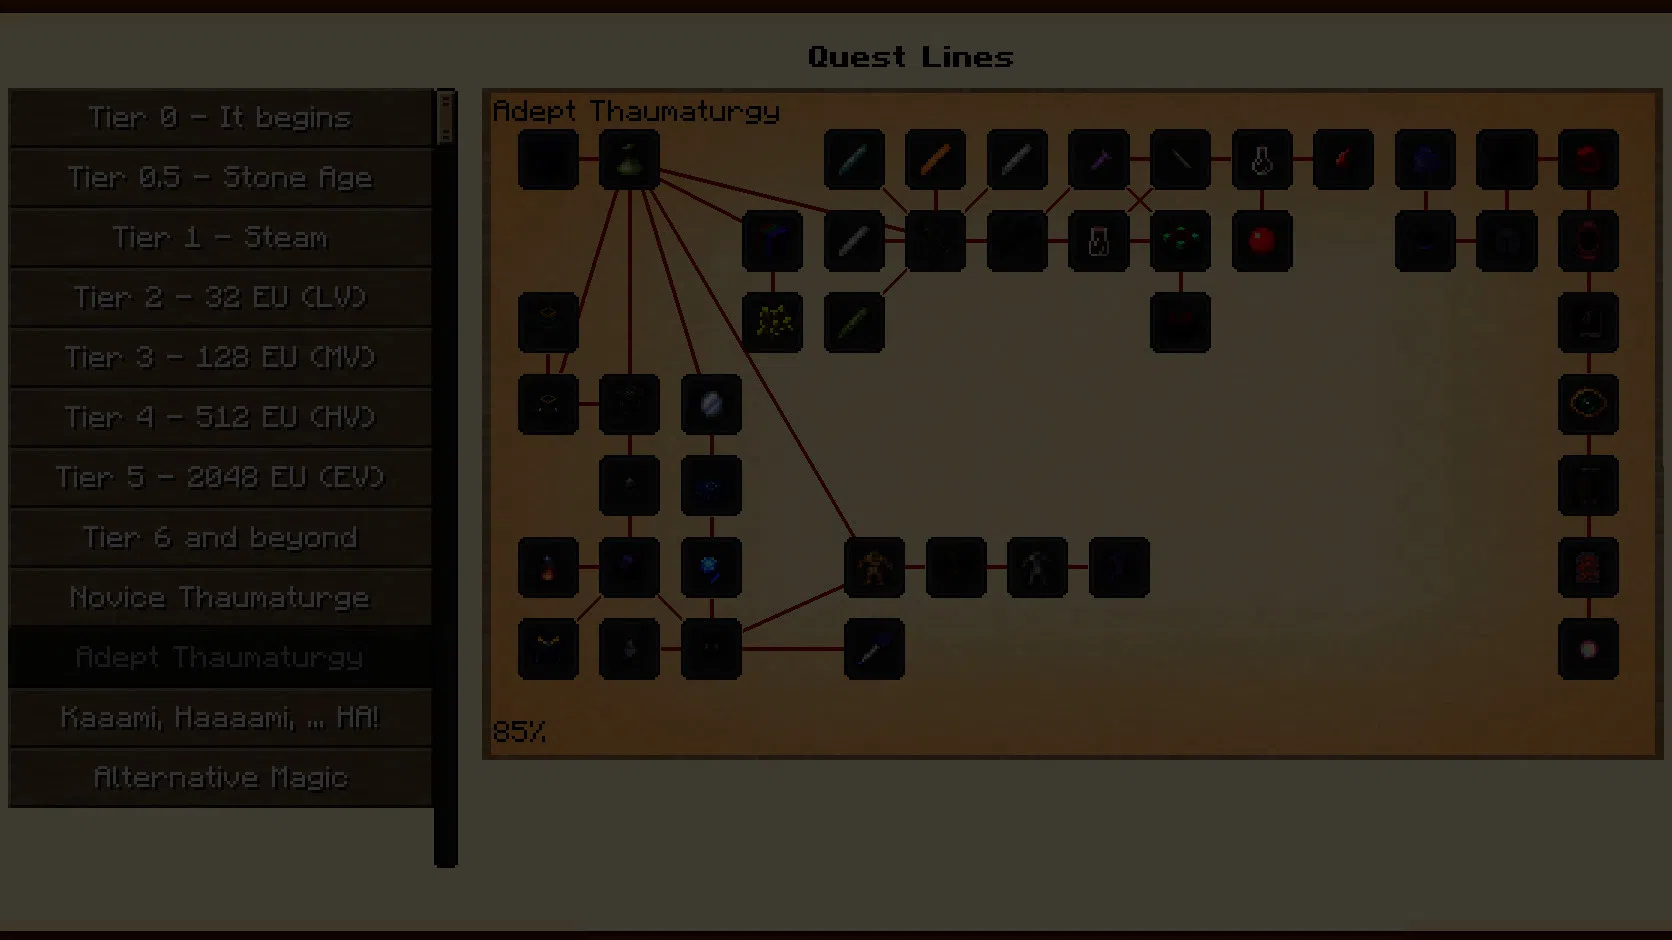 Quest Lines
Tier 0 - It begins
Tier 0.5 - Stone Age
Tier 1 - Steam
Tier 2 - 32 EU (LV)
Tier 3 - 128 EU (MV)
Tier 4 - 512 EU (HV)
Tier 5 - 2048 EU (EV)
Tier 6 and beyond
Novice Thaumaturge
Adept Thaumaturgy
Kaaami, Haaaami, ... HA!
Alternative Magic
Adept Thaumaturgy
85%